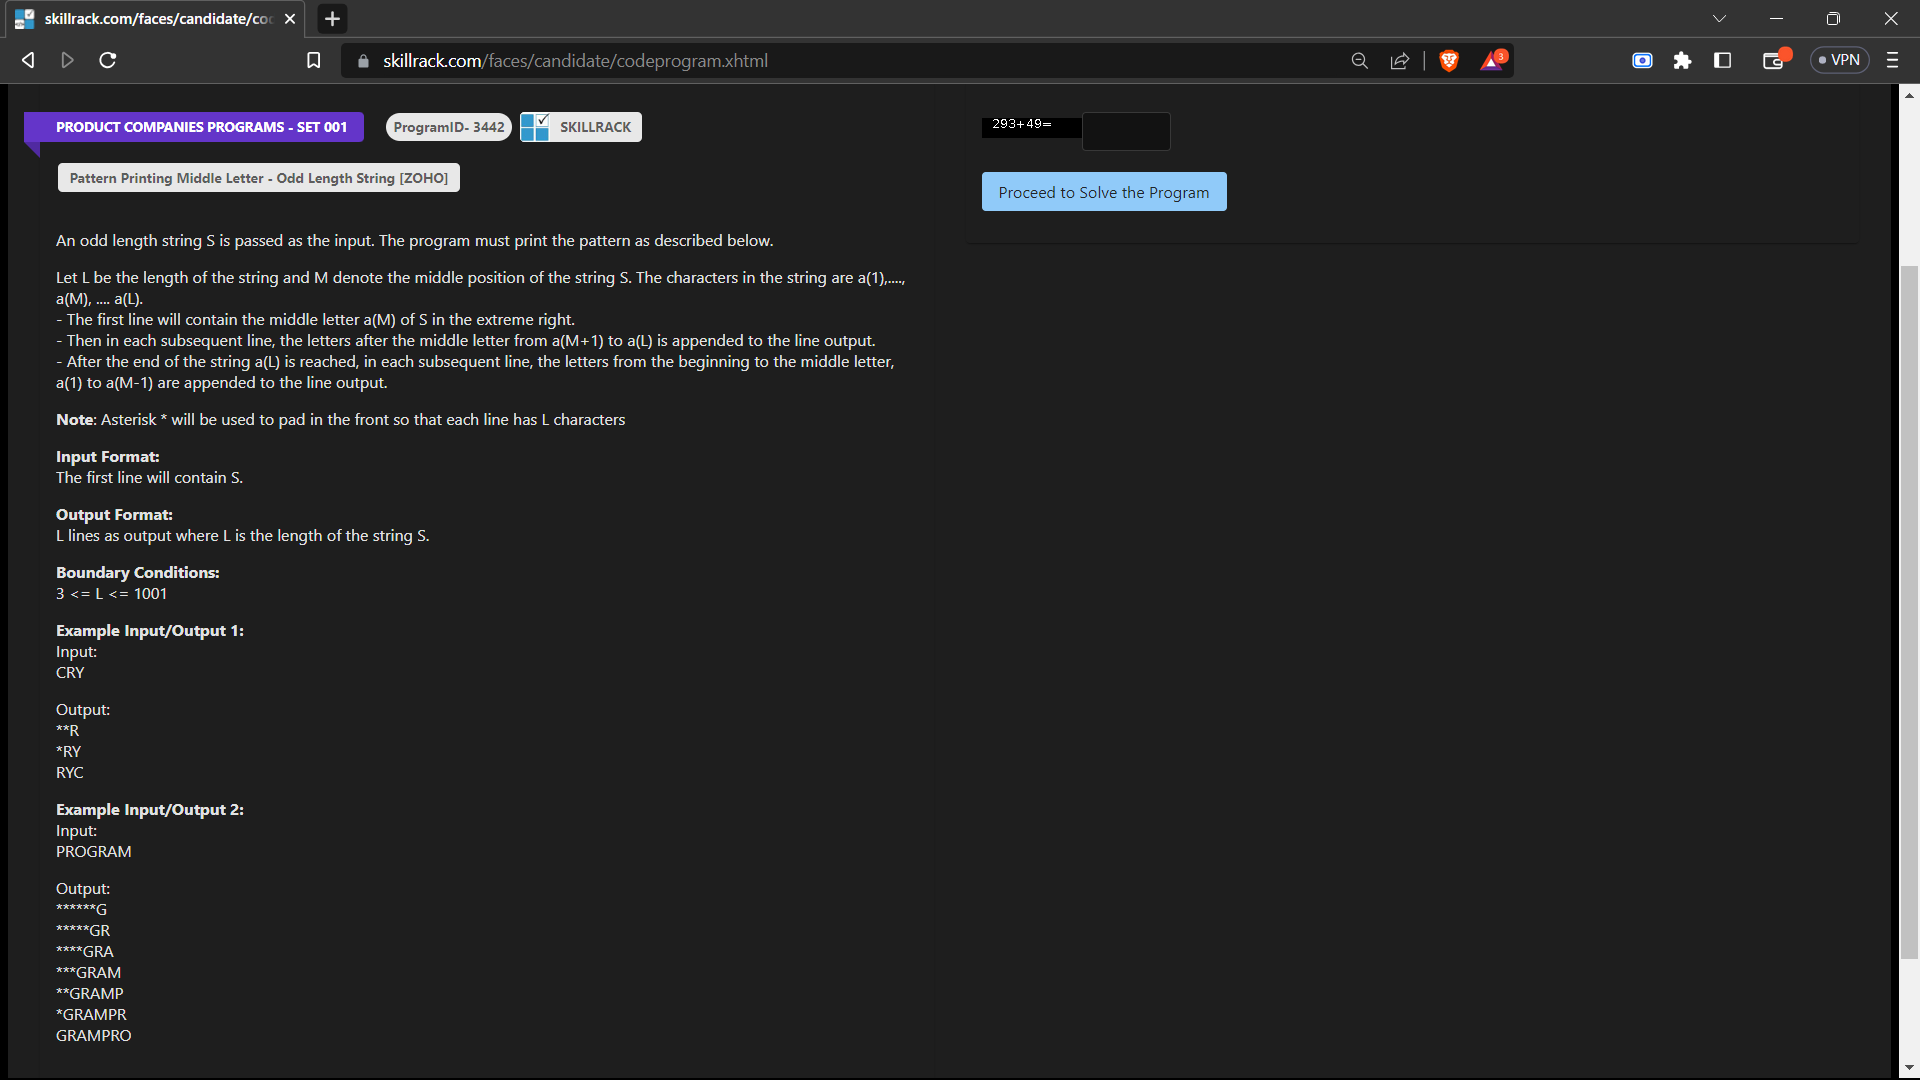 skillrack.com/faces/candidate/co
skillrack.com/faces/candidate/codeprogram.xhtml
3
VPN
PRODUCT COMPANIES PROGRAMS - SET 001
ProgramID- 3442
SKILLRACK
Pattern Printing Middle Letter - Odd Length String [ZOHO]
An odd length string S is passed as the input. The program must print the pattern as described below.
Let L be the length of the string and M denote the middle position of the string S. The characters in the string are a(1),....,
a(M), .... a(L).
- The first line will contain the middle letter a(M) of S in the extreme right.
- Then in each subsequent line, the letters after the middle letter from a(M+1) to a(L) is appended to the line output.
- After the end of the string a(L) is reached, in each subsequent line, the letters from the beginning to the middle letter,
a(1) to a(M-1) are appended to the line output.
Note: Asterisk * will be used to pad in the front so that each line has L characters
Input Format:
The first line will contain S.
Output Format:
L lines as output where L is the length of the string S.
Boundary Conditions:
3 <= L <= 1001
Example Input/Output 1:
Input:
CRY
Output:
**R
*RY
RYC
Example Input/Output 2:
Input:
PROGRAM
Output:
******G
*****GR
****GRA
***GRAM
**GRAMP
*GRAMPR
GRAMPRO
293+49=
Proceed to Solve the Program